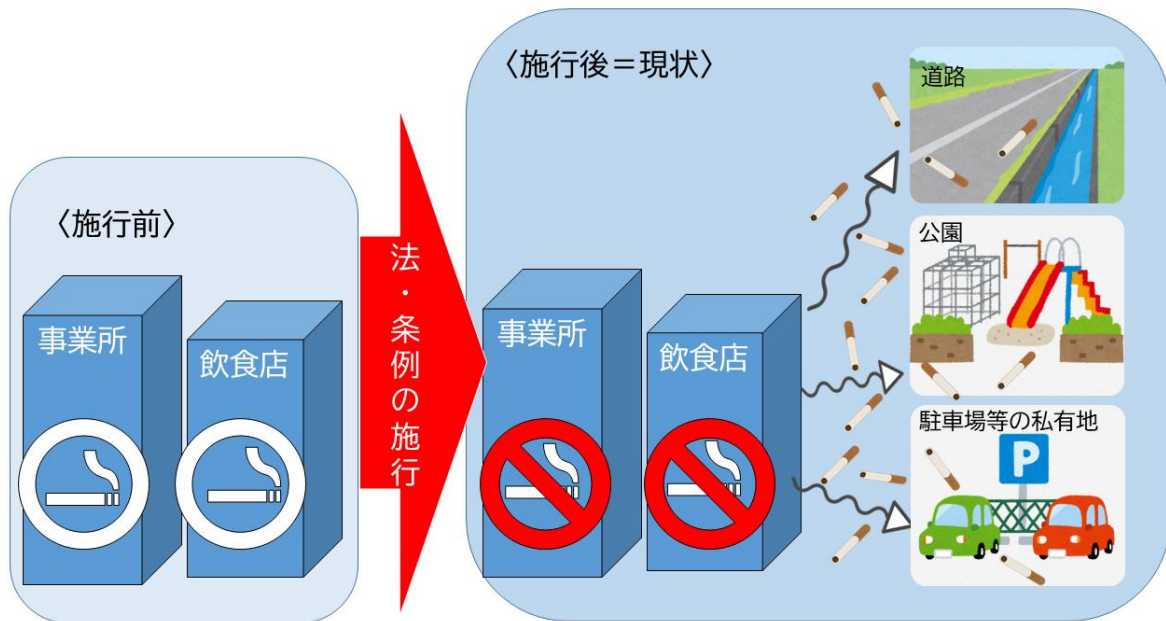 〈施行前〉
事業所
飲食店
法・条例の施行
〈施行後＝現状〉
事業所
飲食店
道路
公園
駐車場等の私有地
P